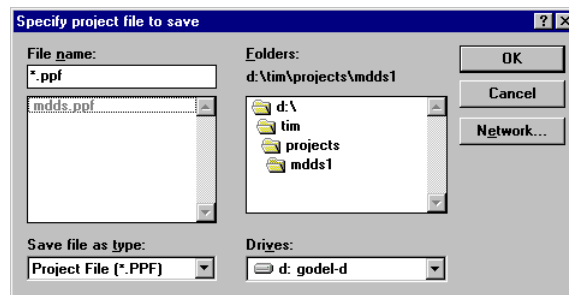 Specify project file to save
File name:
*.ppf
mdds.ppf
Save file as type:
Project File (*.PPF)
Folders:
d:\tim\projects\mdds1
d:\
tim
projects
mdds1
Drives:
d: godel-d
OK
Cancel
Network...